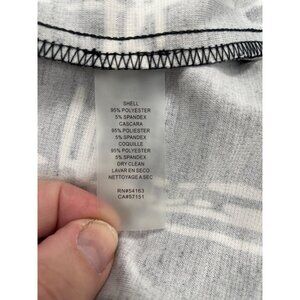 SHELL
95% POLYESTER
5% SPANDEX
CASCARA
95% POLIESTER
5% SPANDEX
COQUILLE
95% POLYESTER
5% SPANDEX
DRY CLEAN
LAVAR EN SECO
NETTOYAGE A SEC
RN#54163
CA#57151